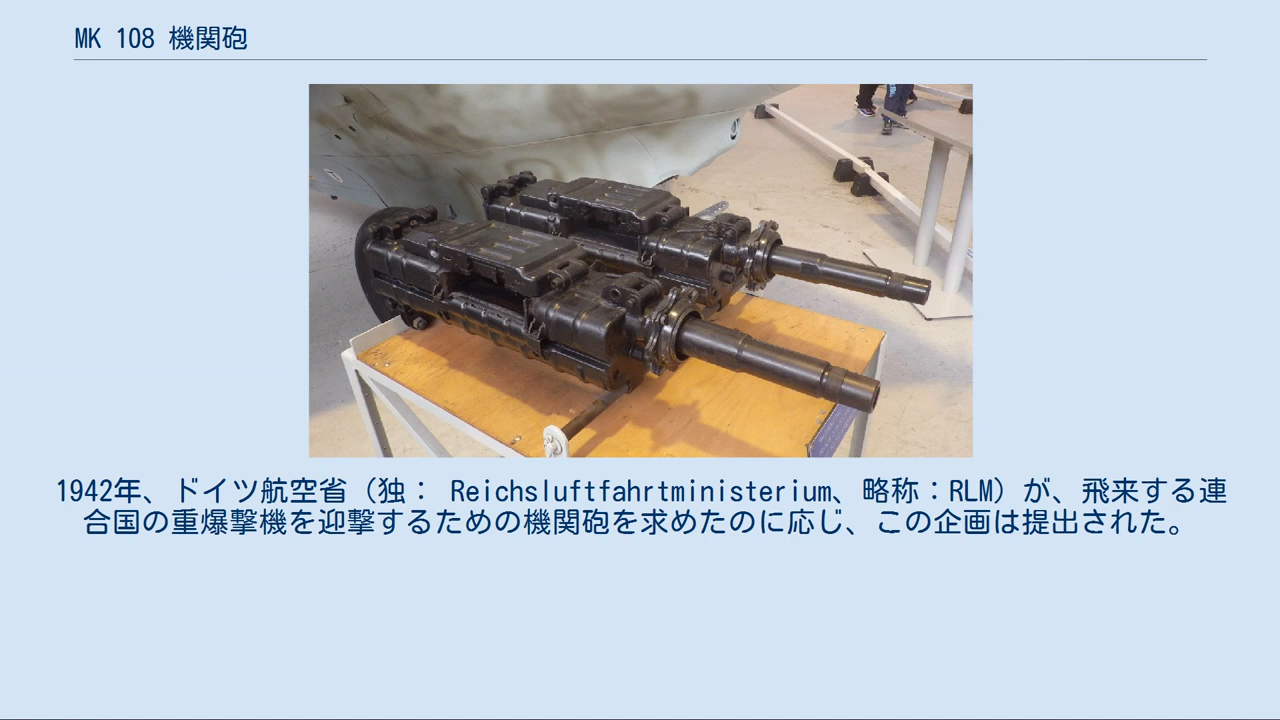 MK 108 機関砲
1942年、ドイツ航空省（独： Reichsluftfahrtministerium、略称：RLM）が、飛来する連
合国の重爆撃機を迎撃するための機関砲を求めたのに応じ、この企画は提出された。